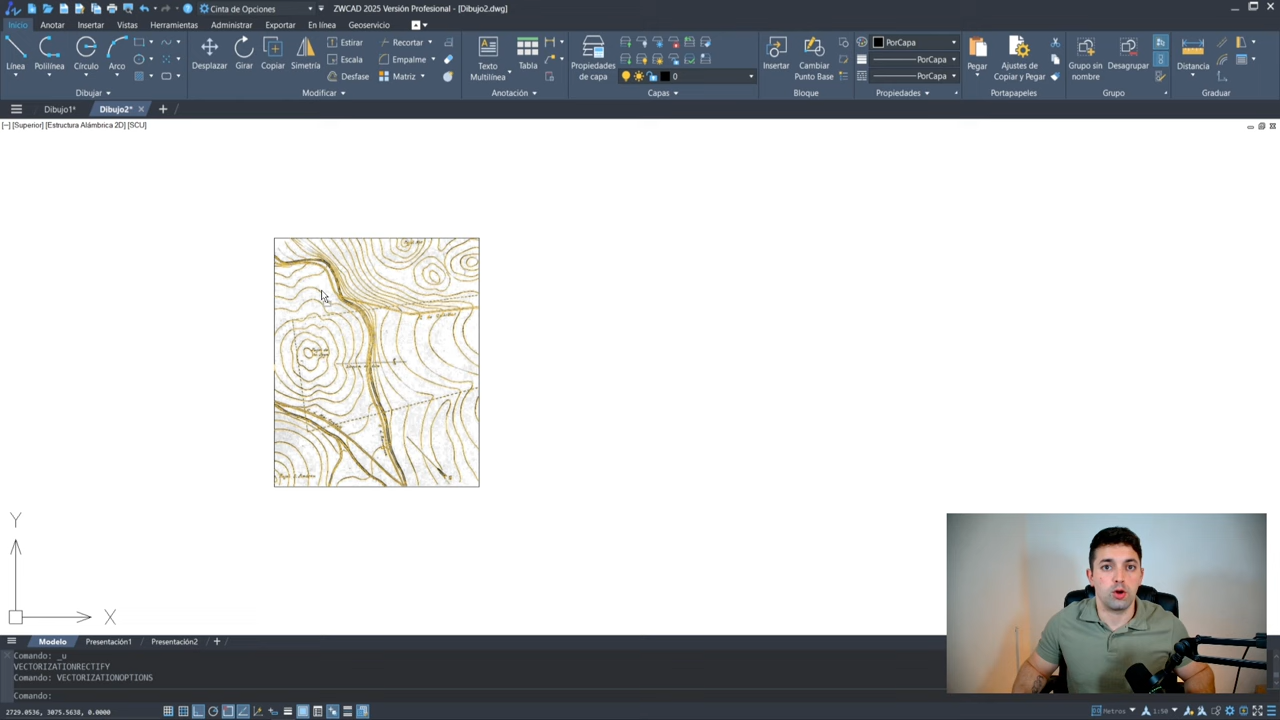 Cinta de Opciones
ZWCAD 2025 Versión Profesional - [Dibujo2.dwg]
Inicio Anotar Insertar Vistas Herramientas Administrar Exportar En línea Geoservicio
Línea Polilínea Círculo Arco
Dibujar
Desplazar Girar Copiar Simetría
Estirar Recortar
Escala Empalme
Desfase Matriz
Modificar
Texto Multilínea Tabla
Anotación
Propiedades de capa
0
Capas
Insertar Cambiar Punto Base
Bloque
PorCapa
PorCapa
PorCapa
Propiedades
Pegar Ajustes de Copiar y Pegar
Portapapeles
Grupo sin nombre Desagrupar
Grupo
Distancia
Graduar
Dibujo1* Dibujo2*
[−] [Superior] [Estructura Alámbrica 2D] [SCU]
Y
X
Modelo Presentación1 Presentación2
Comando: _u
VECTORIZATIONRECTIFY
Comando: VECTORIZATIONOPTIONS
Comando:
2729.0536, 3075.5638, 0.0000
Metros 1:50